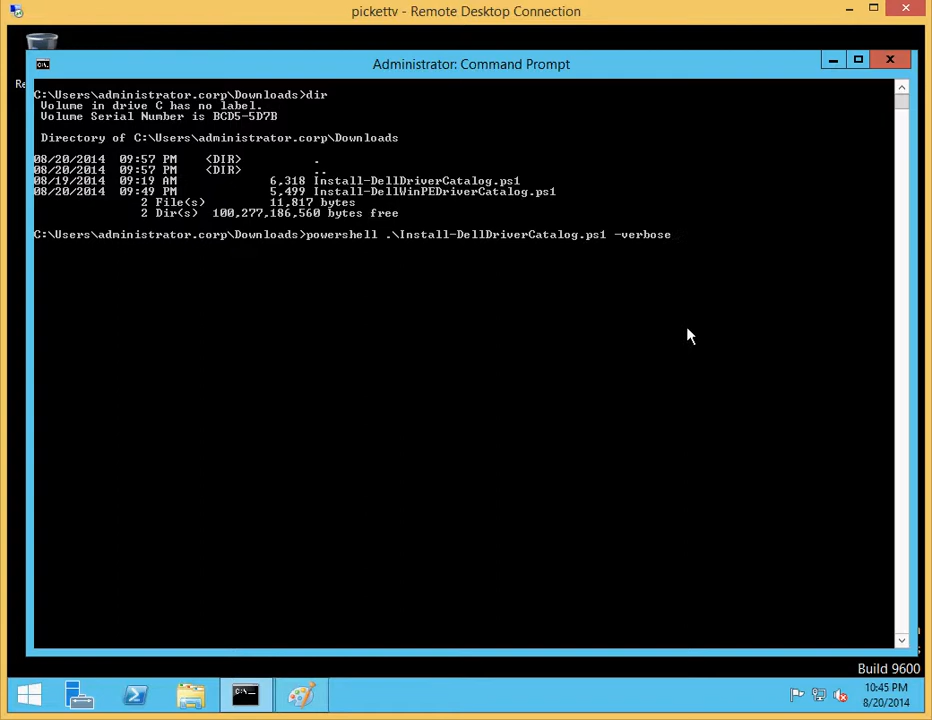 pickettv - Remote Desktop Connection
Administrator: Command Prompt
Re
C:\Users\administrator.corp\Downloads>dir
Volume in drive C has no label.
Volume Serial Number is BCD5-5D7B
Directory of C:\Users\administrator.corp\Downloads
08/20/2014 09:57 PM <DIR> .
08/20/2014 09:57 PM <DIR> ..
08/19/2014 09:19 AM 6,318 Install-DellDriverCatalog.ps1
08/20/2014 09:49 PM 5,499 Install-DellWinPEDriverCatalog.ps1
2 File(s) 11,817 bytes
2 Dir(s) 100,277,186,560 bytes free
C:\Users\administrator.corp\Downloads>powershell .\Install-DellDriverCatalog.ps1 -verbose
Build 9600
10:45 PM
8/20/2014